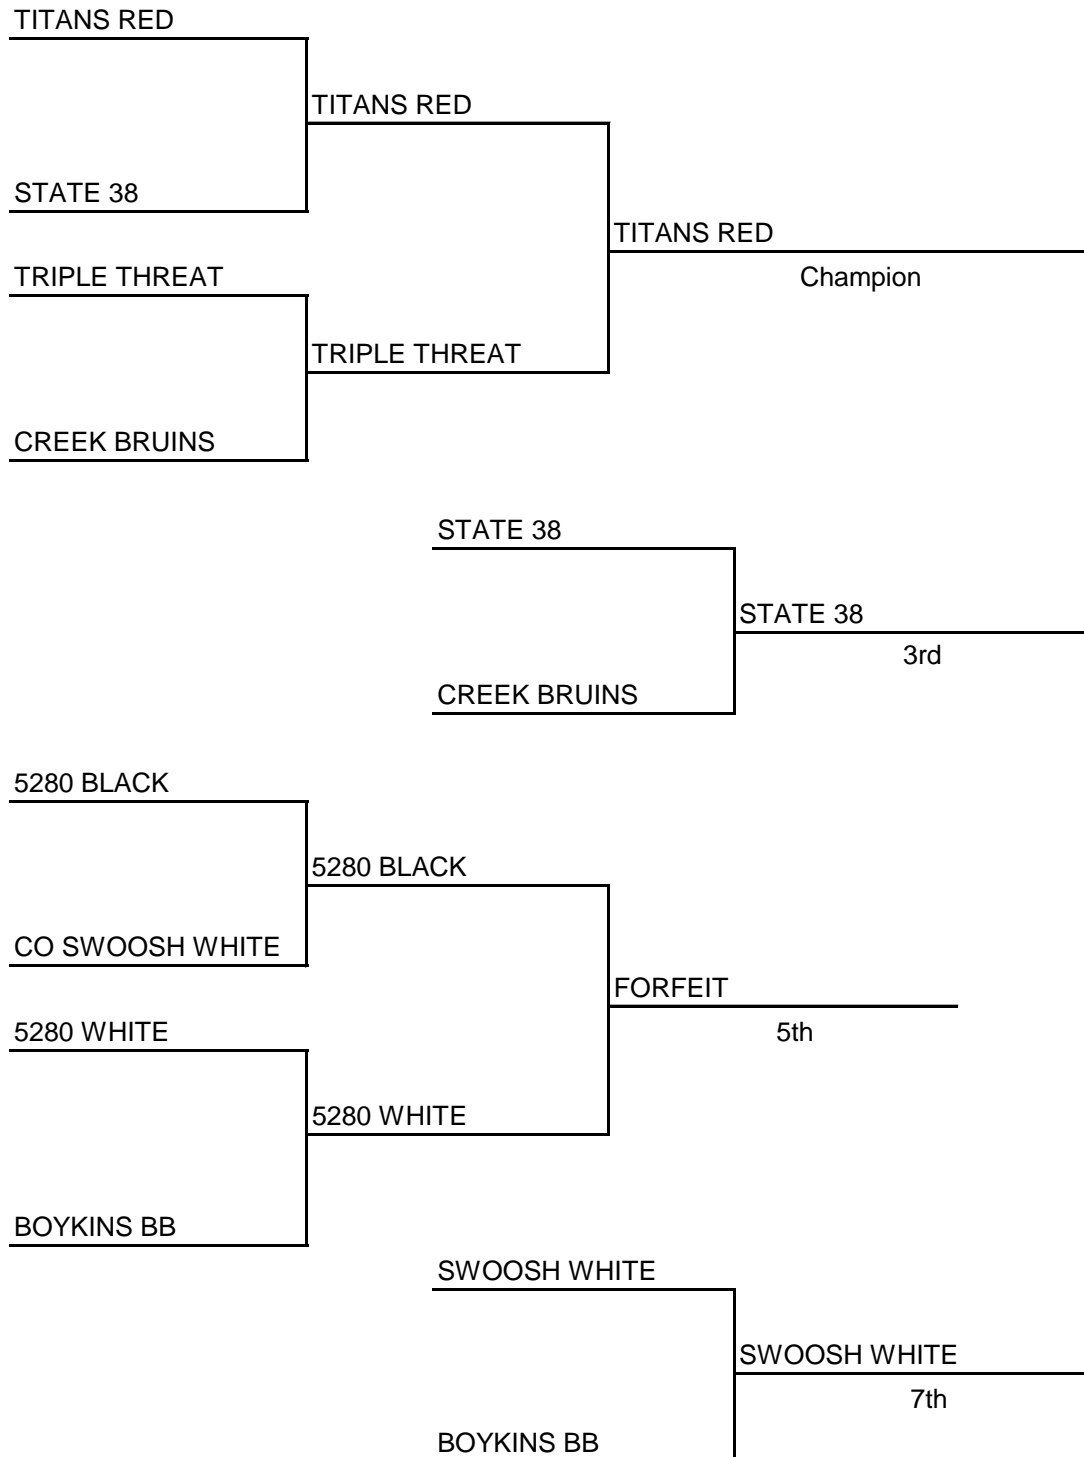 TITANS RED
TITANS RED
STATE 38
TITANS RED
TRIPLE THREAT
Champion
TRIPLE THREAT
CREEK BRUINS
STATE 38
STATE 38
3rd
CREEK BRUINS
5280 BLACK
5280 BLACK
CO SWOOSH WHITE
FORFEIT
5280 WHITE
5th
5280 WHITE
BOYKINS BB
SWOOSH WHITE
SWOOSH WHITE
7th
BOYKINS BB